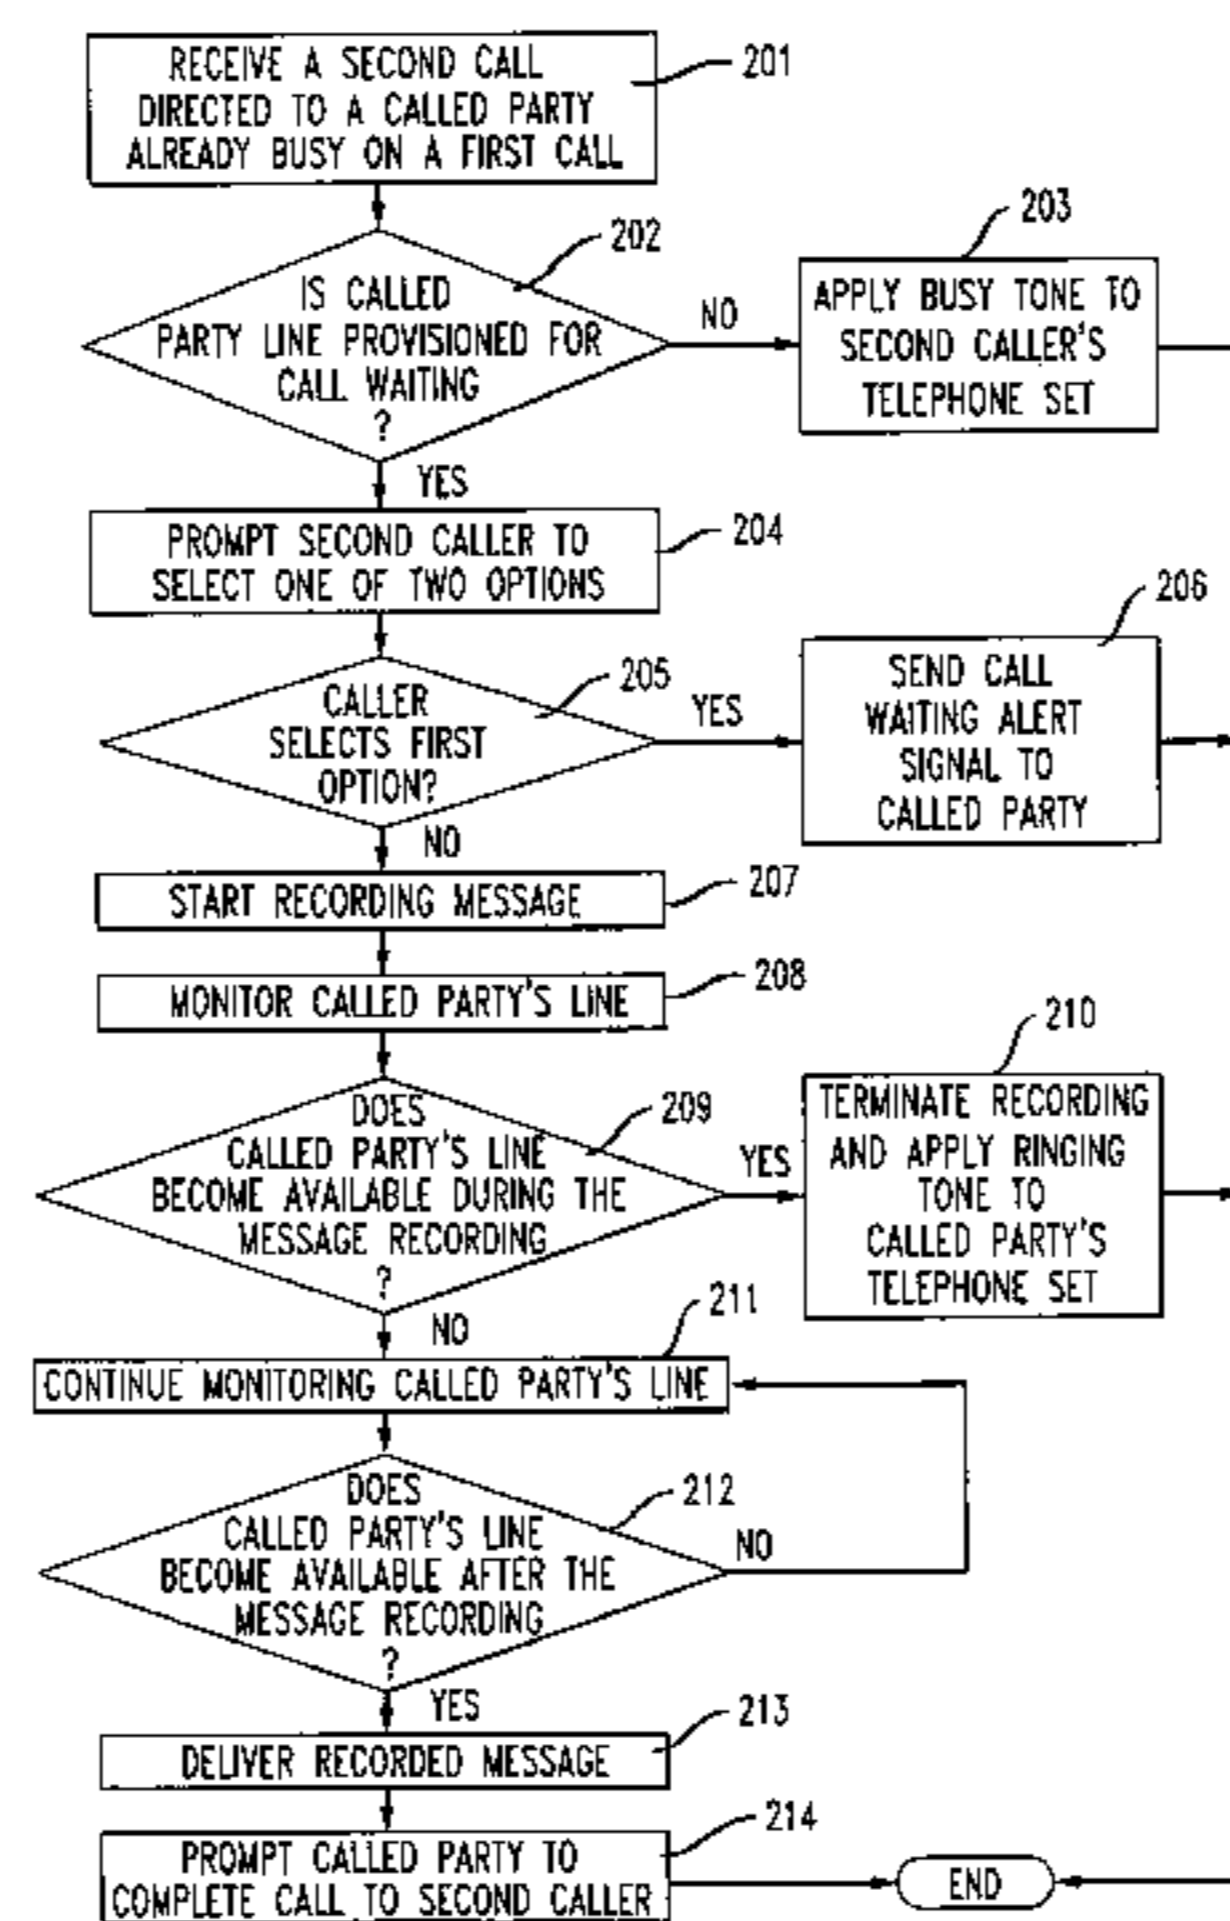 RECEIVE A SECOND CALL
DIRECTED TO A CALLED PARTY
ALREADY BUSY ON A FIRST CALL
201
IS CALLED
PARTY LINE PROVISIONED FOR
CALL WAITING
?
202
NO
203
APPLY BUSY TONE TO
SECOND CALLER'S
TELEPHONE SET
YES
PROMPT SECOND CALLER TO
SELECT ONE OF TWO OPTIONS
204
CALLER
SELECTS FIRST
OPTION?
205
YES
206
SEND CALL
WAITING ALERT
SIGNAL TO
CALLED PARTY
NO
START RECORDING MESSAGE
207
MONITOR CALLED PARTY'S LINE
208
DOES
CALLED PARTY'S LINE
BECOME AVAILABLE DURING THE
MESSAGE RECORDING
?
209
YES
210
TERMINATE RECORDING
AND APPLY RINGING
TONE TO
CALLED PARTY'S
TELEPHONE SET
NO
211
CONTINUE MONITORING CALLED PARTY'S LINE
DOES
CALLED PARTY'S LINE
BECOME AVAILABLE AFTER THE
MESSAGE RECORDING
?
212
NO
YES
DELIVER RECORDED MESSAGE
213
PROMPT CALLED PARTY TO
COMPLETE CALL TO SECOND CALLER
214
END